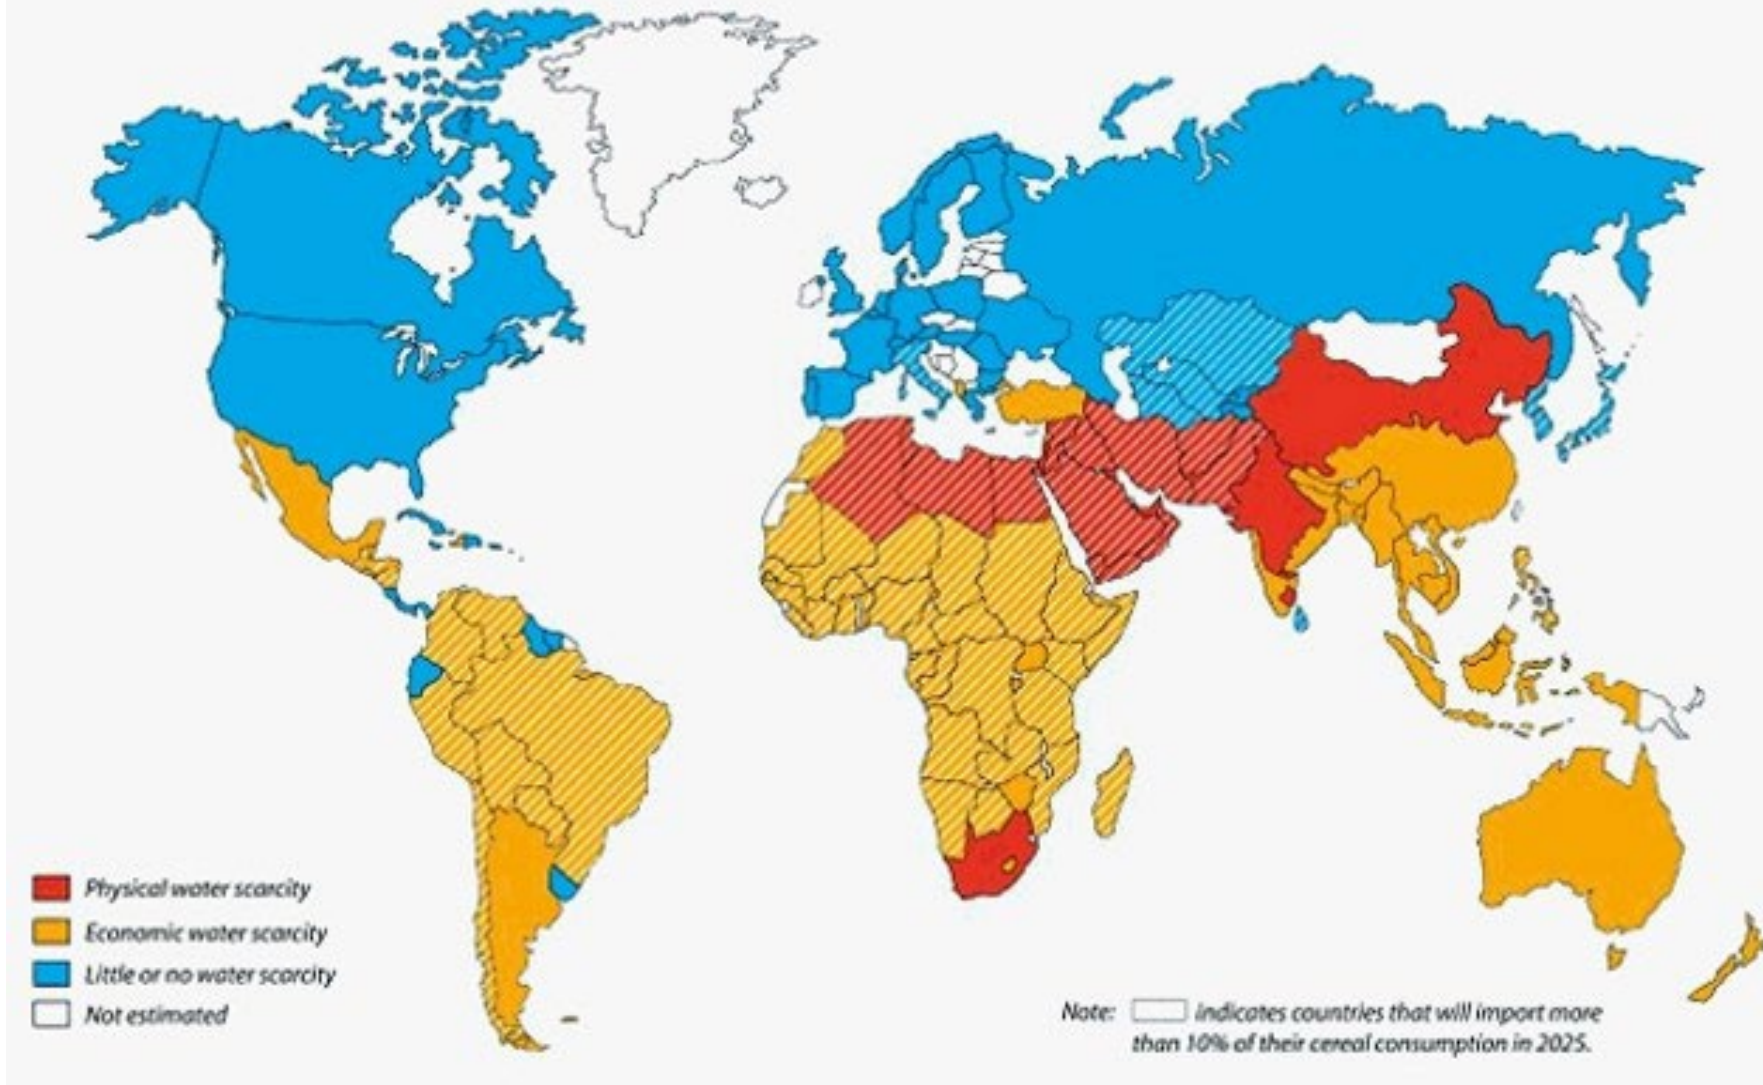 Physical water scarcity
Economic water scarcity
Little or no water scarcity
Not estimated
Note: indicates countries that will import more
than 10% of their cereal consumption in 2025.